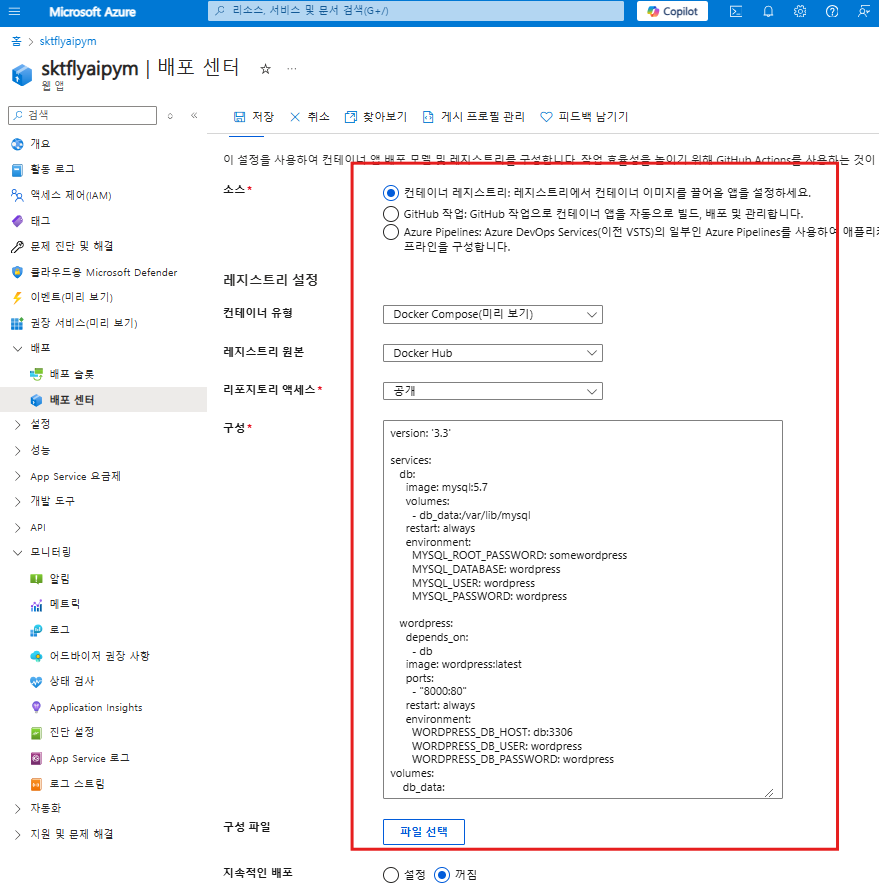 Microsoft Azure
리소스, 서비스 및 문서 검색(G+/)
Copilot
홈 > sktflyaipym
sktflyaipym | 배포 센터
웹 앱
검색
저장
취소
찾아보기
게시 프로필 관리
피드백 남기기
개요
활동 로그
액세스 제어(IAM)
태그
문제 진단 및 해결
클라우드용 Microsoft Defender
이벤트(미리 보기)
권장 서비스(미리 보기)
배포
배포 슬롯
배포 센터
설정
성능
App Service 요금제
개발 도구
API
모니터링
알림
메트릭
로그
어드바이저 권장 사항
상태 검사
Application Insights
진단 설정
App Service 로그
로그 스트림
자동화
지원 및 문제 해결
이 설정을 사용하여 컨테이너 앱 배포 모델 및 레지스트리를 구성합니다. 작업 효율성을 높이기 위해 GitHub Actions를 사용하는 것이
소스*
컨테이너 레지스트리: 레지스트리에서 컨테이너 이미지를 끌어올 앱을 설정하세요.
GitHub 작업: GitHub 작업으로 컨테이너 앱을 자동으로 빌드, 배포 및 관리합니다.
Azure Pipelines: Azure DevOps Services(이전 VSTS)의 일부인 Azure Pipelines를 사용하여 애플리케
프라인을 구성합니다.
레지스트리 설정
컨테이너 유형
Docker Compose(미리 보기)
레지스트리 원본
Docker Hub
리포지토리 액세스*
공개
구성*
version: '3.3'
services:
db:
image: mysql:5.7
volumes:
- db_data:/var/lib/mysql
restart: always
environment:
MYSQL_ROOT_PASSWORD: somewordpress
MYSQL_DATABASE: wordpress
MYSQL_USER: wordpress
MYSQL_PASSWORD: wordpress
wordpress:
depends_on:
- db
image: wordpress:latest
ports:
- "8000:80"
restart: always
environment:
WORDPRESS_DB_HOST: db:3306
WORDPRESS_DB_USER: wordpress
WORDPRESS_DB_PASSWORD: wordpress
volumes:
db_data:
구성 파일
파일 선택
지속적인 배포
설정
꺼짐